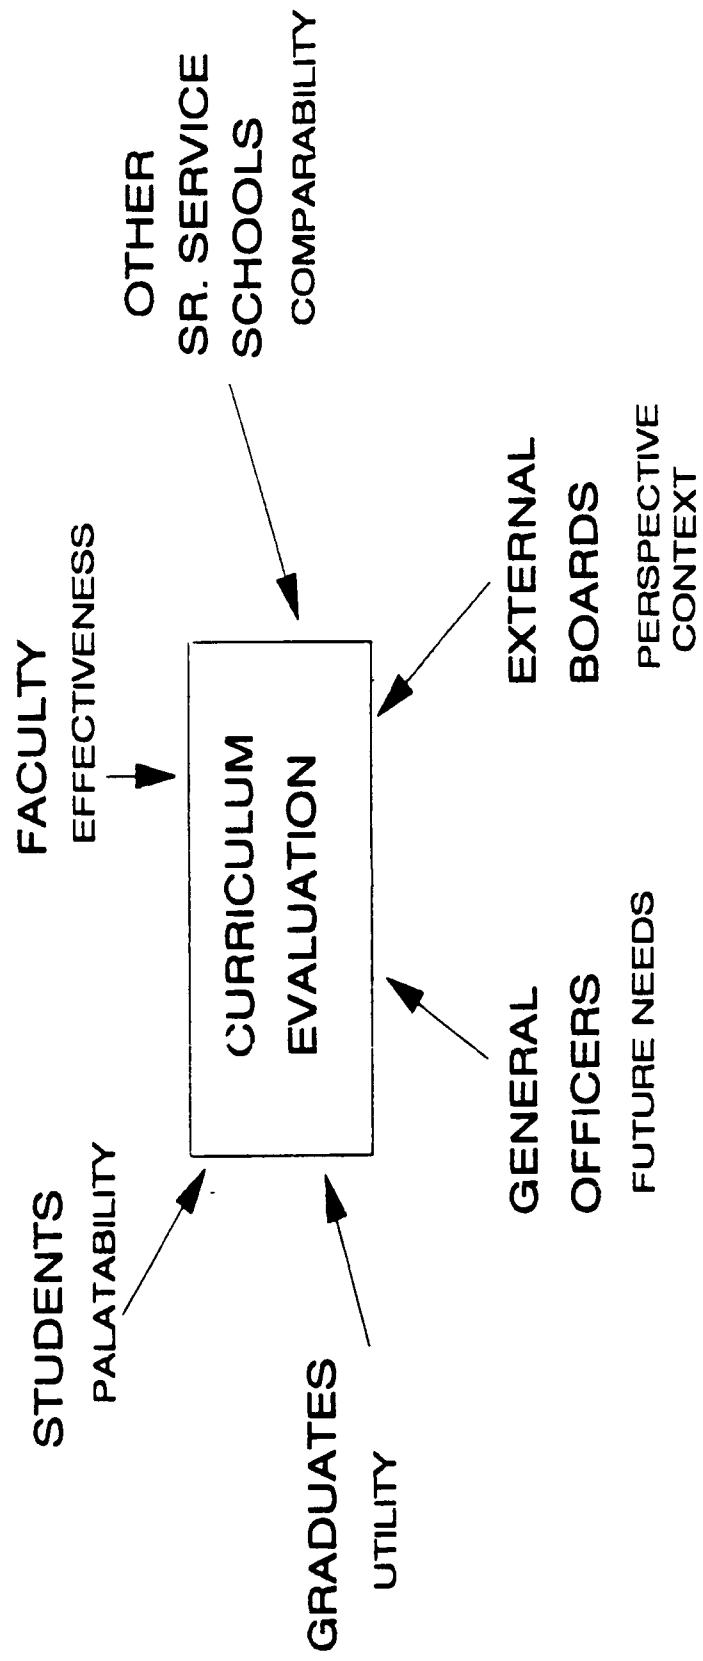 STUDENTS
PALATABILITY
FACULTY
EFFECTIVENESS
OTHER
SR. SERVICE
SCHOOLS
COMPARABILITY
CURRICULUM
EVALUATION
GRADUATES
UTILITY
GENERAL
OFFICERS
FUTURE NEEDS
EXTERNAL
BOARDS
PERSPECTIVE
CONTEXT